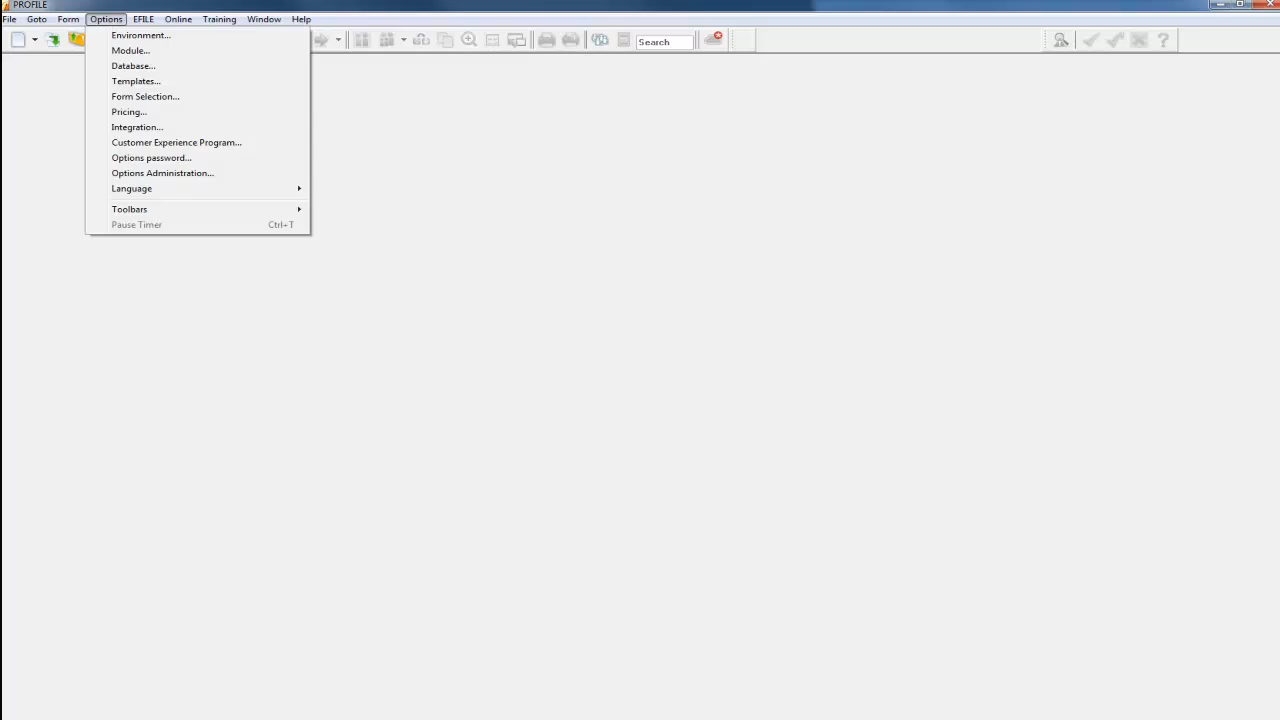 PROFILE
File Goto Form Options EFILE Online Training Window Help
Search
Environment...
Module...
Database...
Templates...
Form Selection...
Pricing...
Integration...
Customer Experience Program...
Options password...
Options Administration...
Language
Toolbars
Pause Timer Ctrl+T